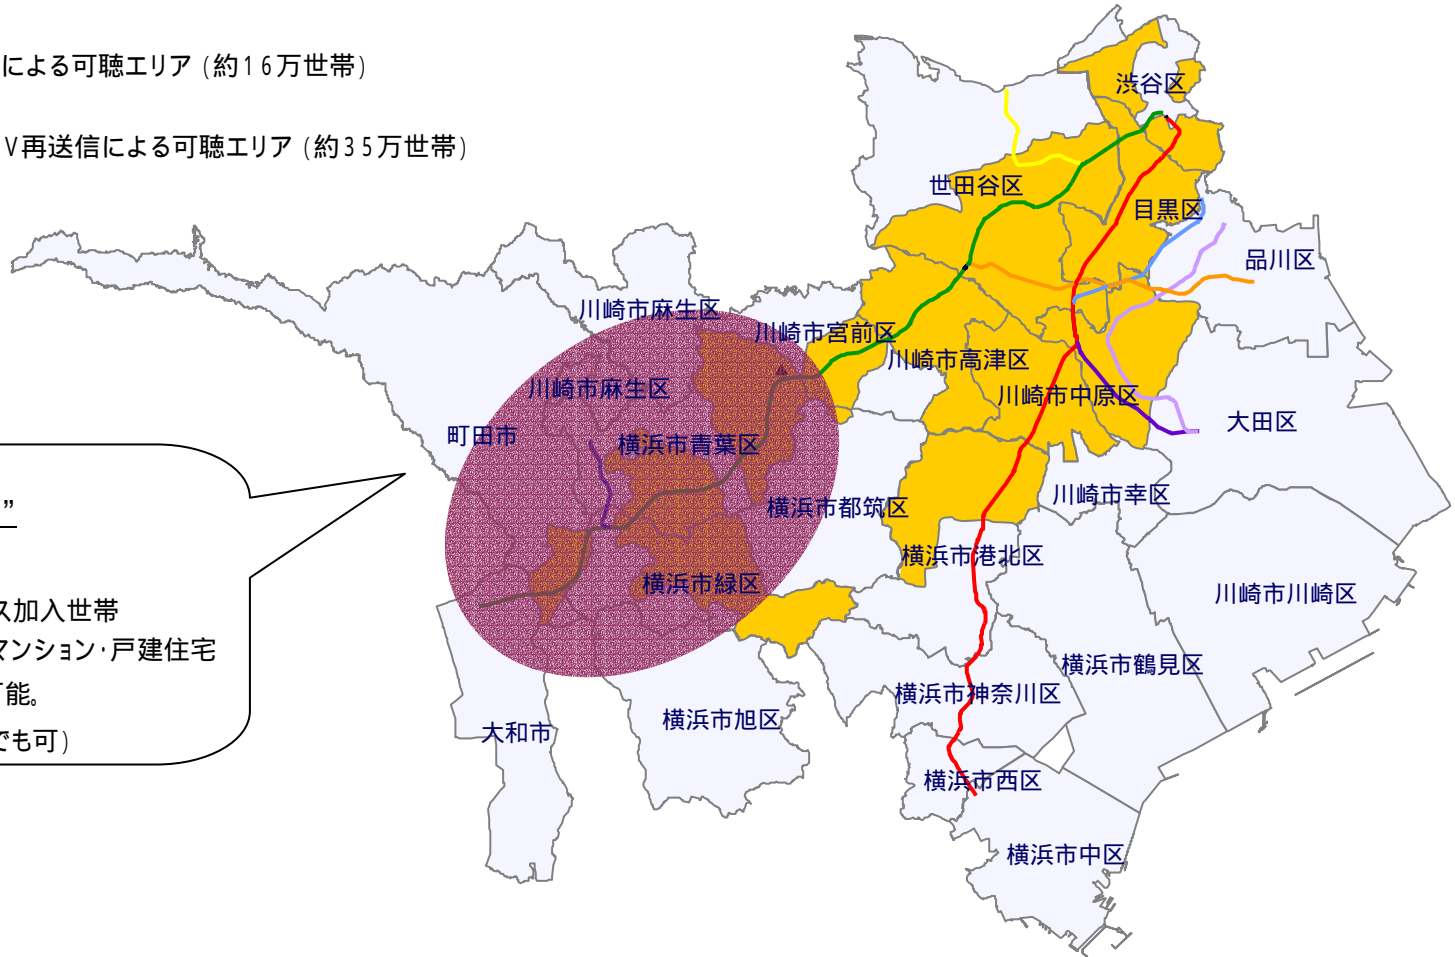 による可聴エリア (約16万世帯)
V再送信による可聴エリア (約35万世帯)
渋谷区
世田谷区
目黒区
品川区
川崎市麻生区
川崎市宮前区
川崎市高津区
川崎市麻生区
川崎市中原区
大田区
町田市
横浜市青葉区
川崎市幸区
横浜市都筑区
”
横浜市港北区
横浜市緑区
川崎市川崎区
ス加入世帯
マンション・戸建住宅
可能。
でも可)
横浜市鶴見区
横浜市神奈川区
横浜市旭区
大和市
横浜市西区
横浜市中区